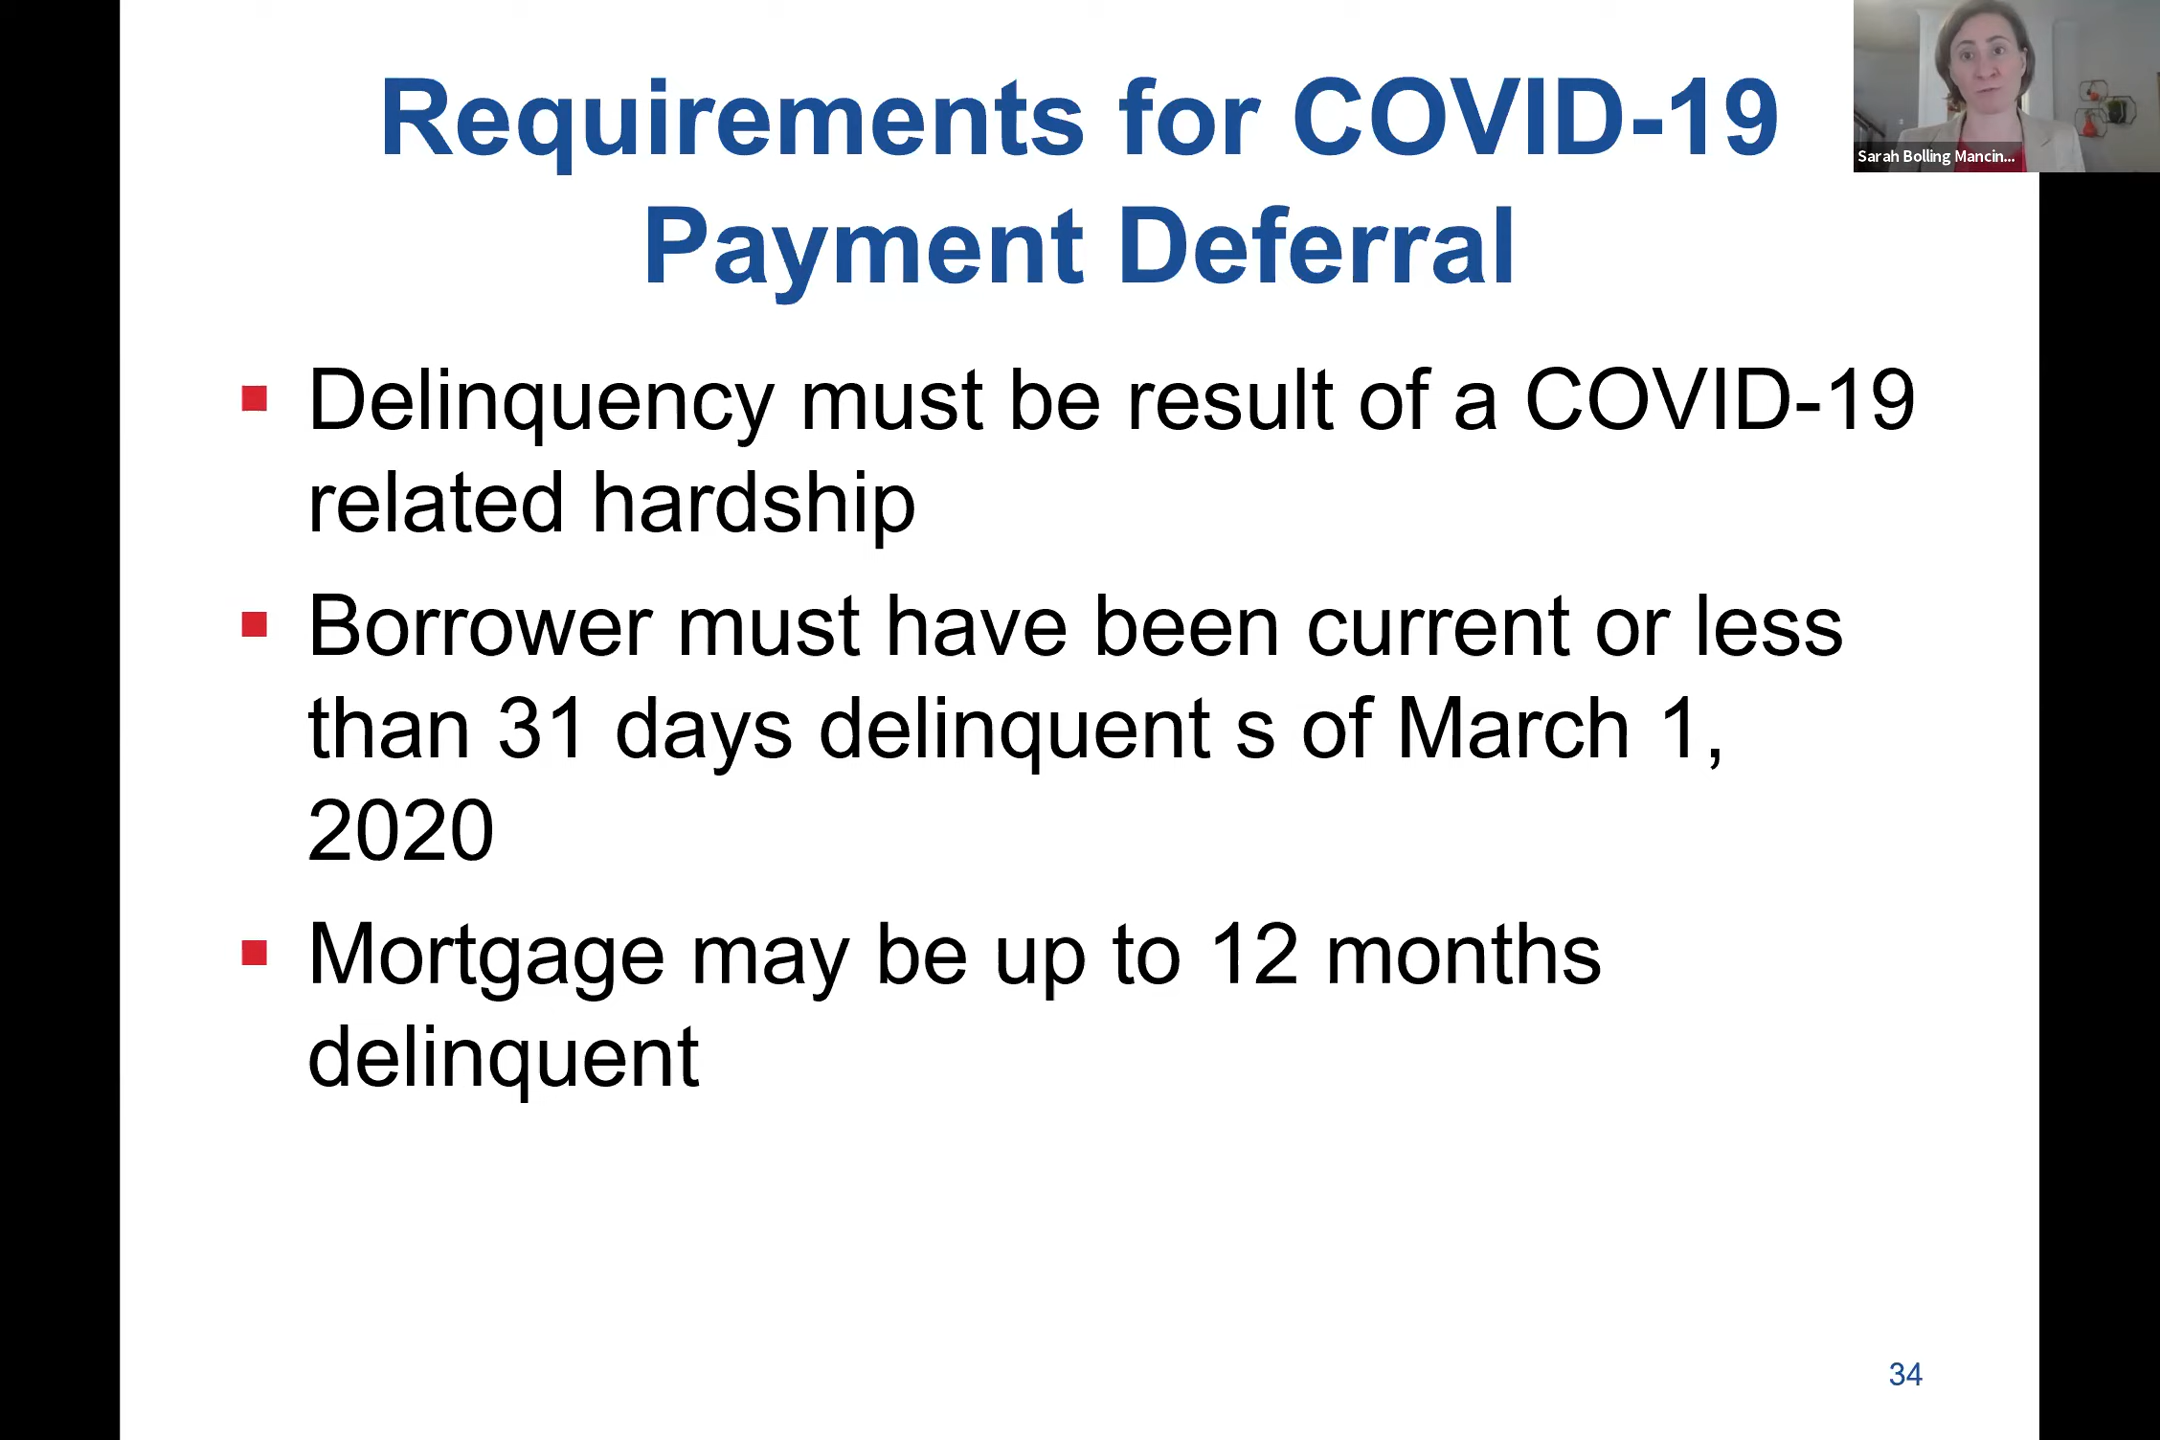 Requirements for COVID-19
Payment Deferral
Sarah Bolling Mancin...
▪ Delinquency must be result of a COVID-19
related hardship
▪ Borrower must have been current or less
than 31 days delinquent s of March 1,
2020
▪ Mortgage may be up to 12 months
delinquent
34